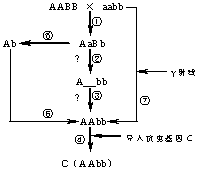 AABB × aabb
①
Ab ⑥ AaBb
? ② γ射线
A__bb
? ③ ⑦
⑤ AAbb
④ 导入抗虫基因C
C（AAbb）